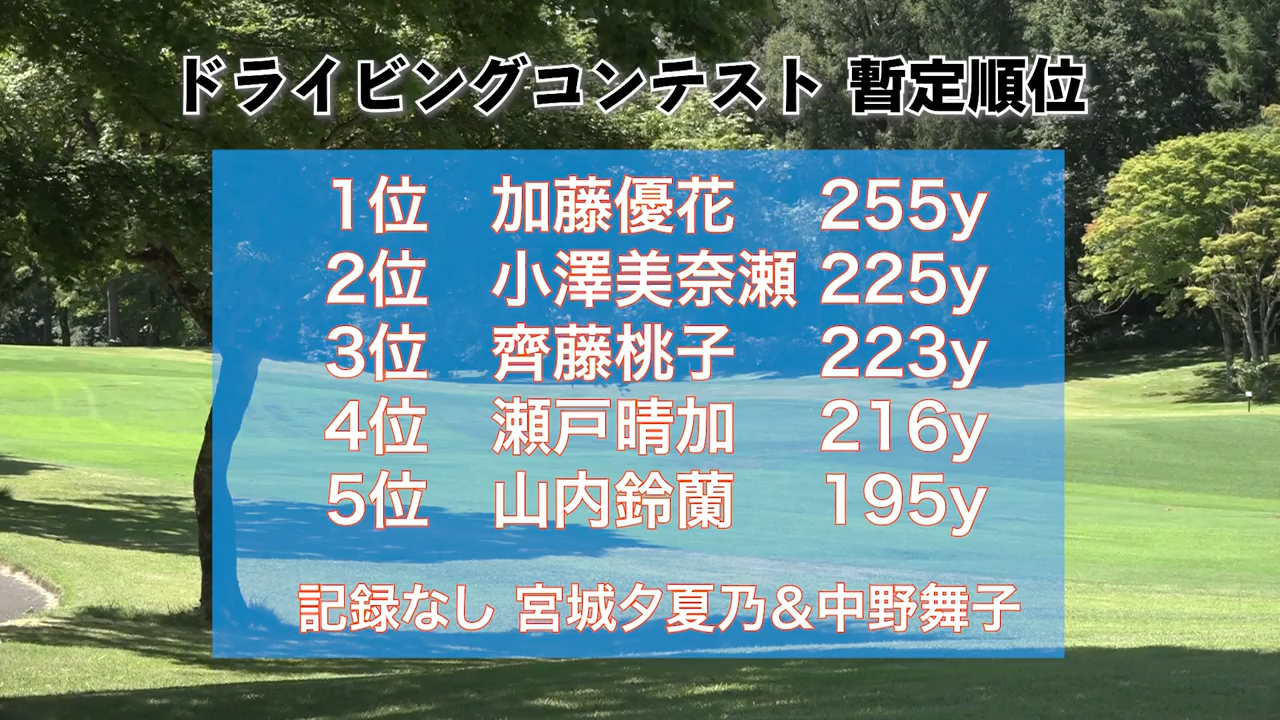 ドライビングコンテスト 暫定順位
1位 加藤優花 255y
2位 小澤美奈瀬 225y
3位 齊藤桃子 223y
4位 瀬戸晴加 216y
5位 山内鈴蘭 195y
記録なし 宮城夕夏乃&中野舞子